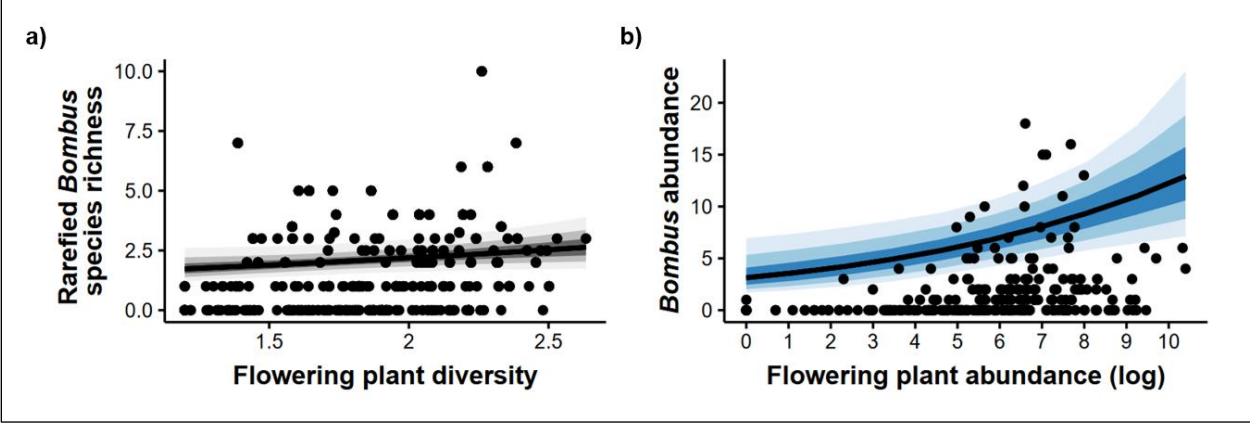 a)
Rarefied Bombus
species richness
10.0
7.5
5.0
2.5
0.0
1.5
2
2.5
Flowering plant diversity
b)
Bombus abundance
20
15
10
5
0
0 1 2 3 4 5 6 7 8 9 10
Flowering plant abundance (log)